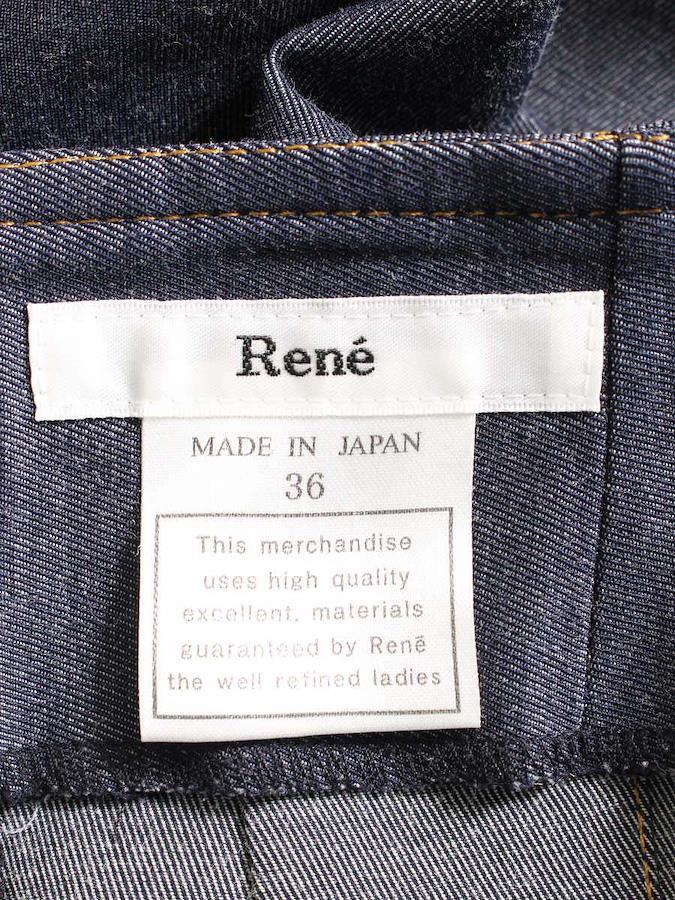 René
MADE IN JAPAN
36
This merchandise
uses high quality
excellent. materials
guaranteed by René
the well refined ladies